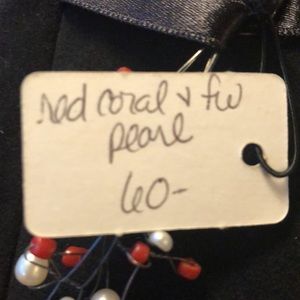 red coral & fw
pearl
60-